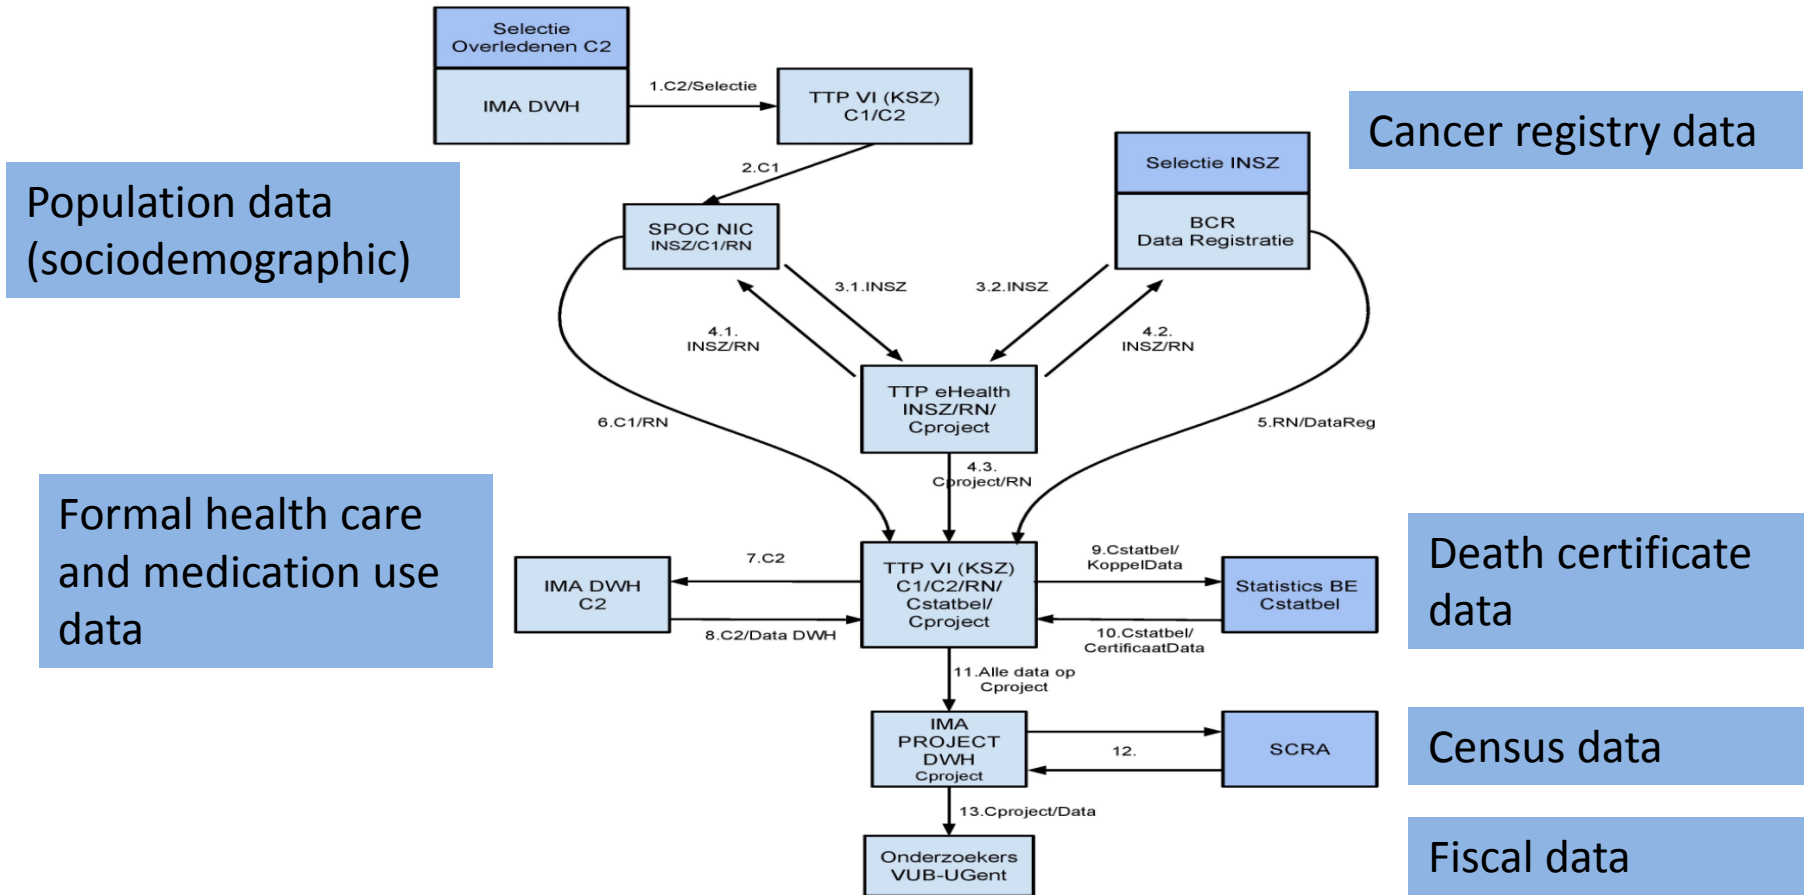 Selectie
Overledenen C2
IMA DWH
1.C2/Selectie
TTP VI (KSZ)
C1/C2
Cancer registry data
Selectie INSZ
BCR
Data Registratie
Population data
(sociodemographic)
2.C1
SPOC NIC
INSZ/C1/RN
3.1.INSZ
3.2.INSZ
4.1.
INSZ/RN
4.2.
INSZ/RN
TTP eHealth
INSZ/RN/
Cproject
6.C1/RN
5.RN/DataReg
4.3.
Cproject/RN
Formal health care
and medication use
data
IMA DWH
C2
7.C2
8.C2/Data DWH
TTP VI (KSZ)
C1/C2/RN/
Cstatbel/
Cproject
9.Cstatbel/
KoppelData
10.Cstatbel/
CertificaatData
Statistics BE
Cstatbel
Death certificate
data
11.Alle data op
Cproject
IMA
PROJECT
DWH
Cproject
12.
SCRA
Census data
13.Cproject/Data
Onderzoekers
VUB-UGent
Fiscal data